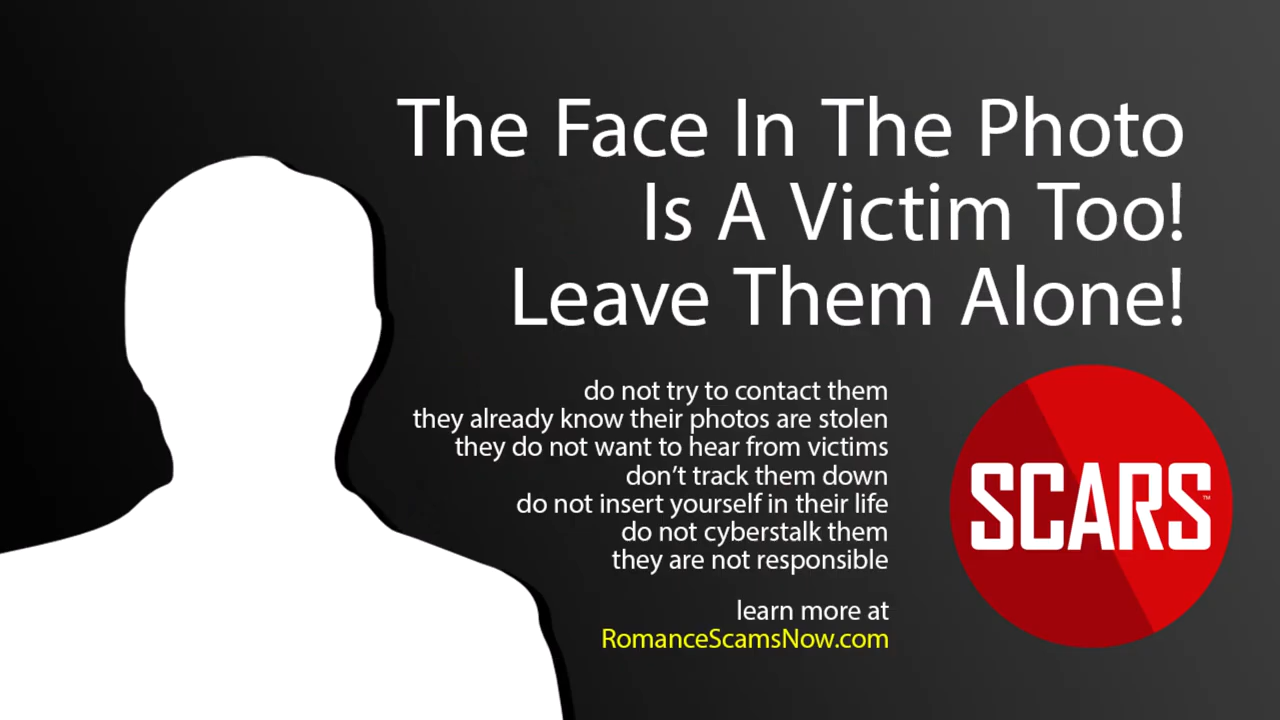 The Face In The Photo
Is A Victim Too!
Leave Them Alone!
do not try to contact them
they already know their photos are stolen
they do not want to hear from victims
don’t track them down
do not insert yourself in their life
do not cyberstalk them
they are not responsible
learn more at
RomanceScamsNow.com
SCARS™